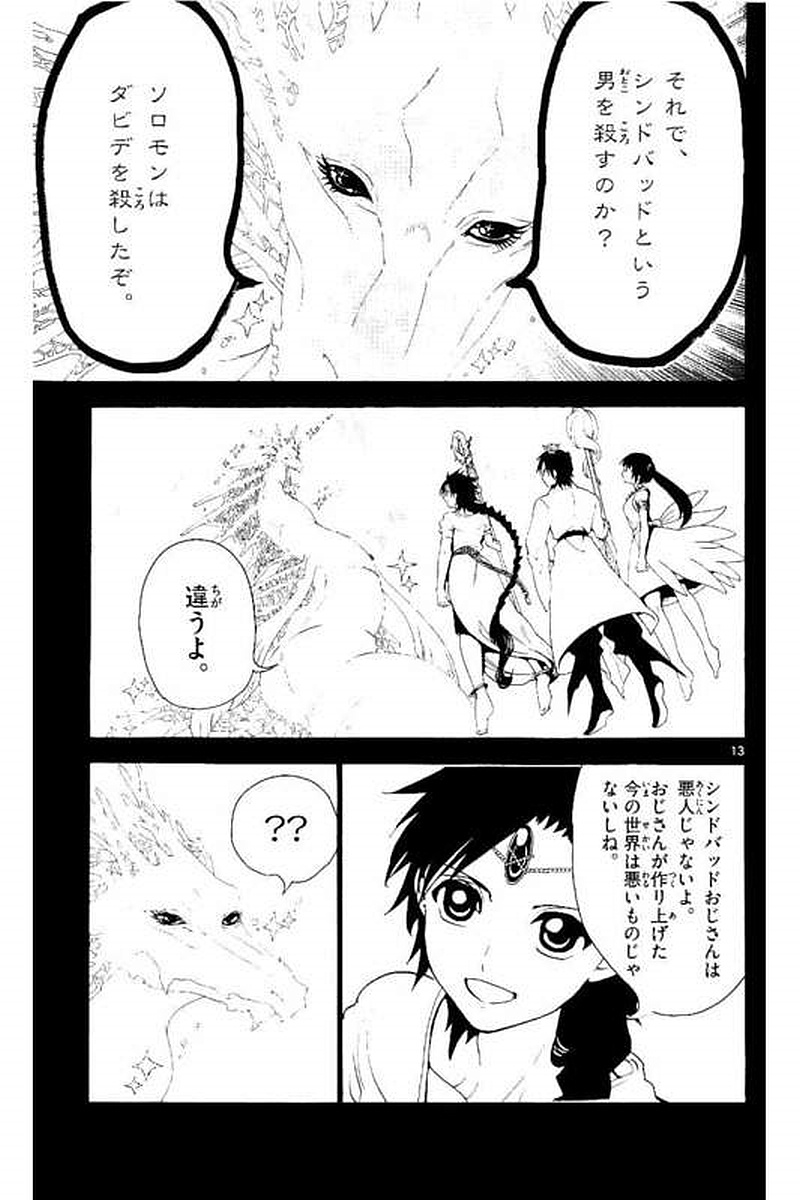 それで、
シンドバッドという
男を殺すのか?
ソロモンは
ダビデを殺したぞ。
違うよ。
13
シンドバッドおじさんは
悪人じゃないよ。
おじさんが作り上げた
今の世界は悪いものじゃ
ないしね。
??